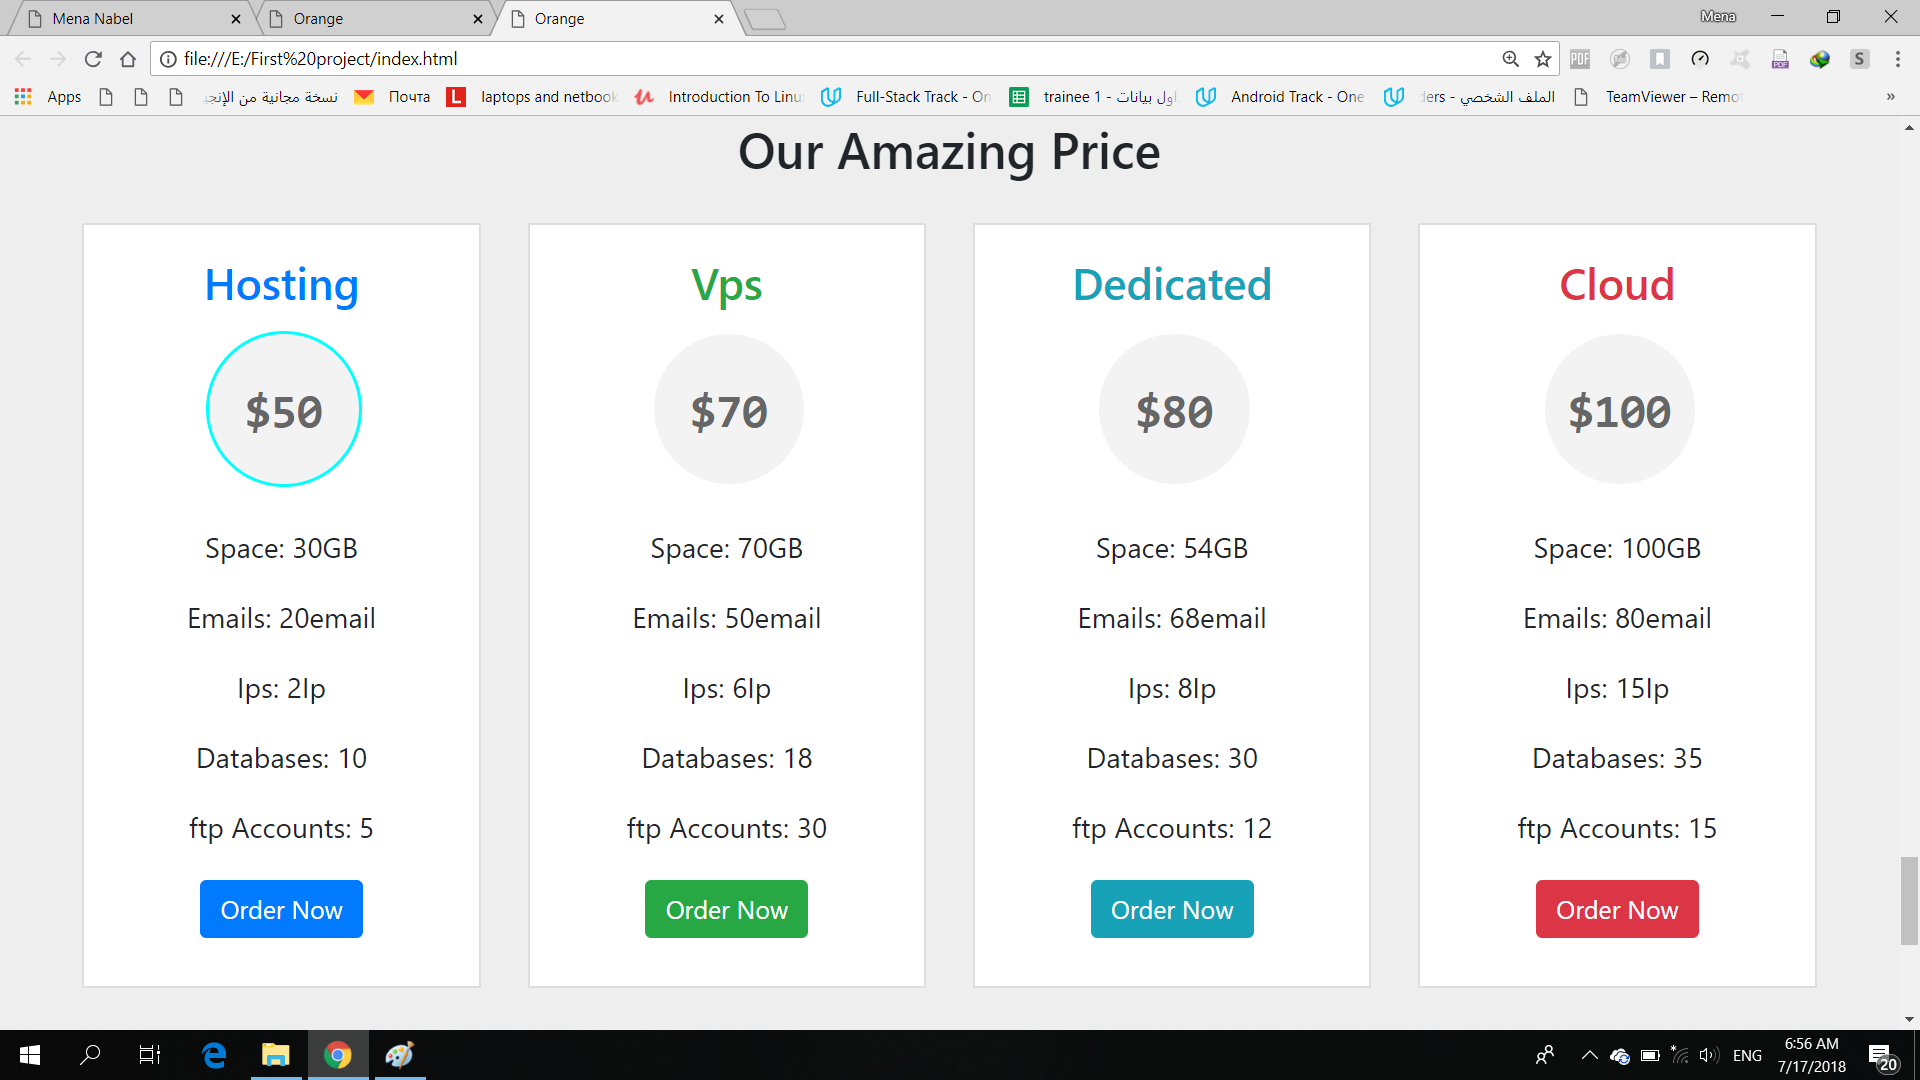 Mena Nabel
Orange
Orange
Mena
file:///E:/First%20project/index.html
Apps
نسخة مجانية من الإنجي
Почта
laptops and netbook
Introduction To Linu
Full-Stack Track - On
trainee 1 - اول بيانات
Android Track - One
ders - الملف الشخصي
TeamViewer – Remo
»
Our Amazing Price
Hosting
$50
Space: 30GB
Emails: 20email
Ips: 2Ip
Databases: 10
ftp Accounts: 5
Order Now
Vps
$70
Space: 70GB
Emails: 50email
Ips: 6Ip
Databases: 18
ftp Accounts: 30
Order Now
Dedicated
$80
Space: 54GB
Emails: 68email
Ips: 8Ip
Databases: 30
ftp Accounts: 12
Order Now
Cloud
$100
Space: 100GB
Emails: 80email
Ips: 15Ip
Databases: 35
ftp Accounts: 15
Order Now
ENG
6:56 AM
7/17/2018
20